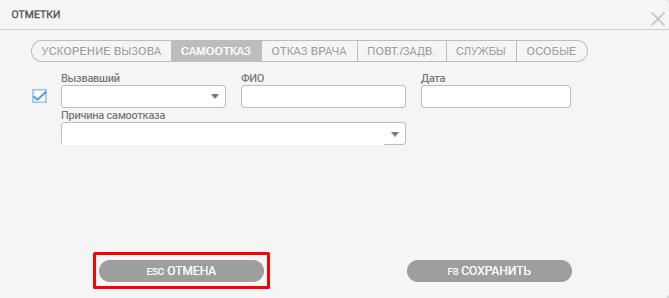 ОТМЕТКИ
УСКОРЕНИЕ ВЫЗОВА САМООТКАЗ ОТКАЗ ВРАЧА ПОВТ./ЗАДВ. СЛУЖБЫ ОСОБЫЕ
Вызвавший ФИО Дата
Причина самоотказа
ESC ОТМЕНА F8 СОХРАНИТЬ